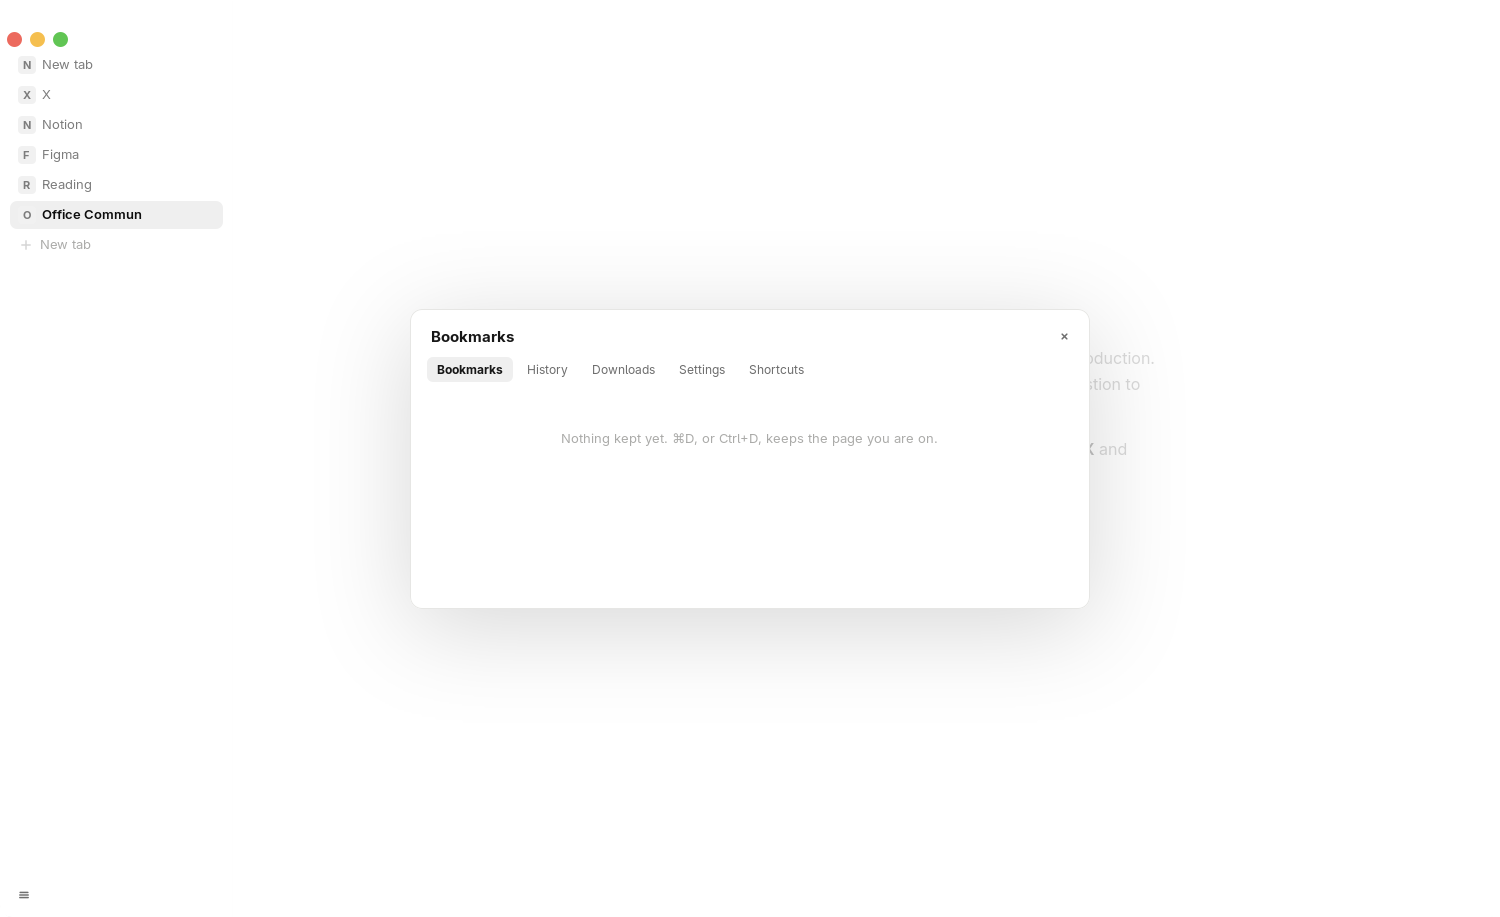 N New tab
X X
N Notion
F Figma
R Reading
O Office Commun
+ New tab
Bookmarks ×
Bookmarks History Downloads Settings Shortcuts
Nothing kept yet. ⌘D, or Ctrl+D, keeps the page you are on.
and